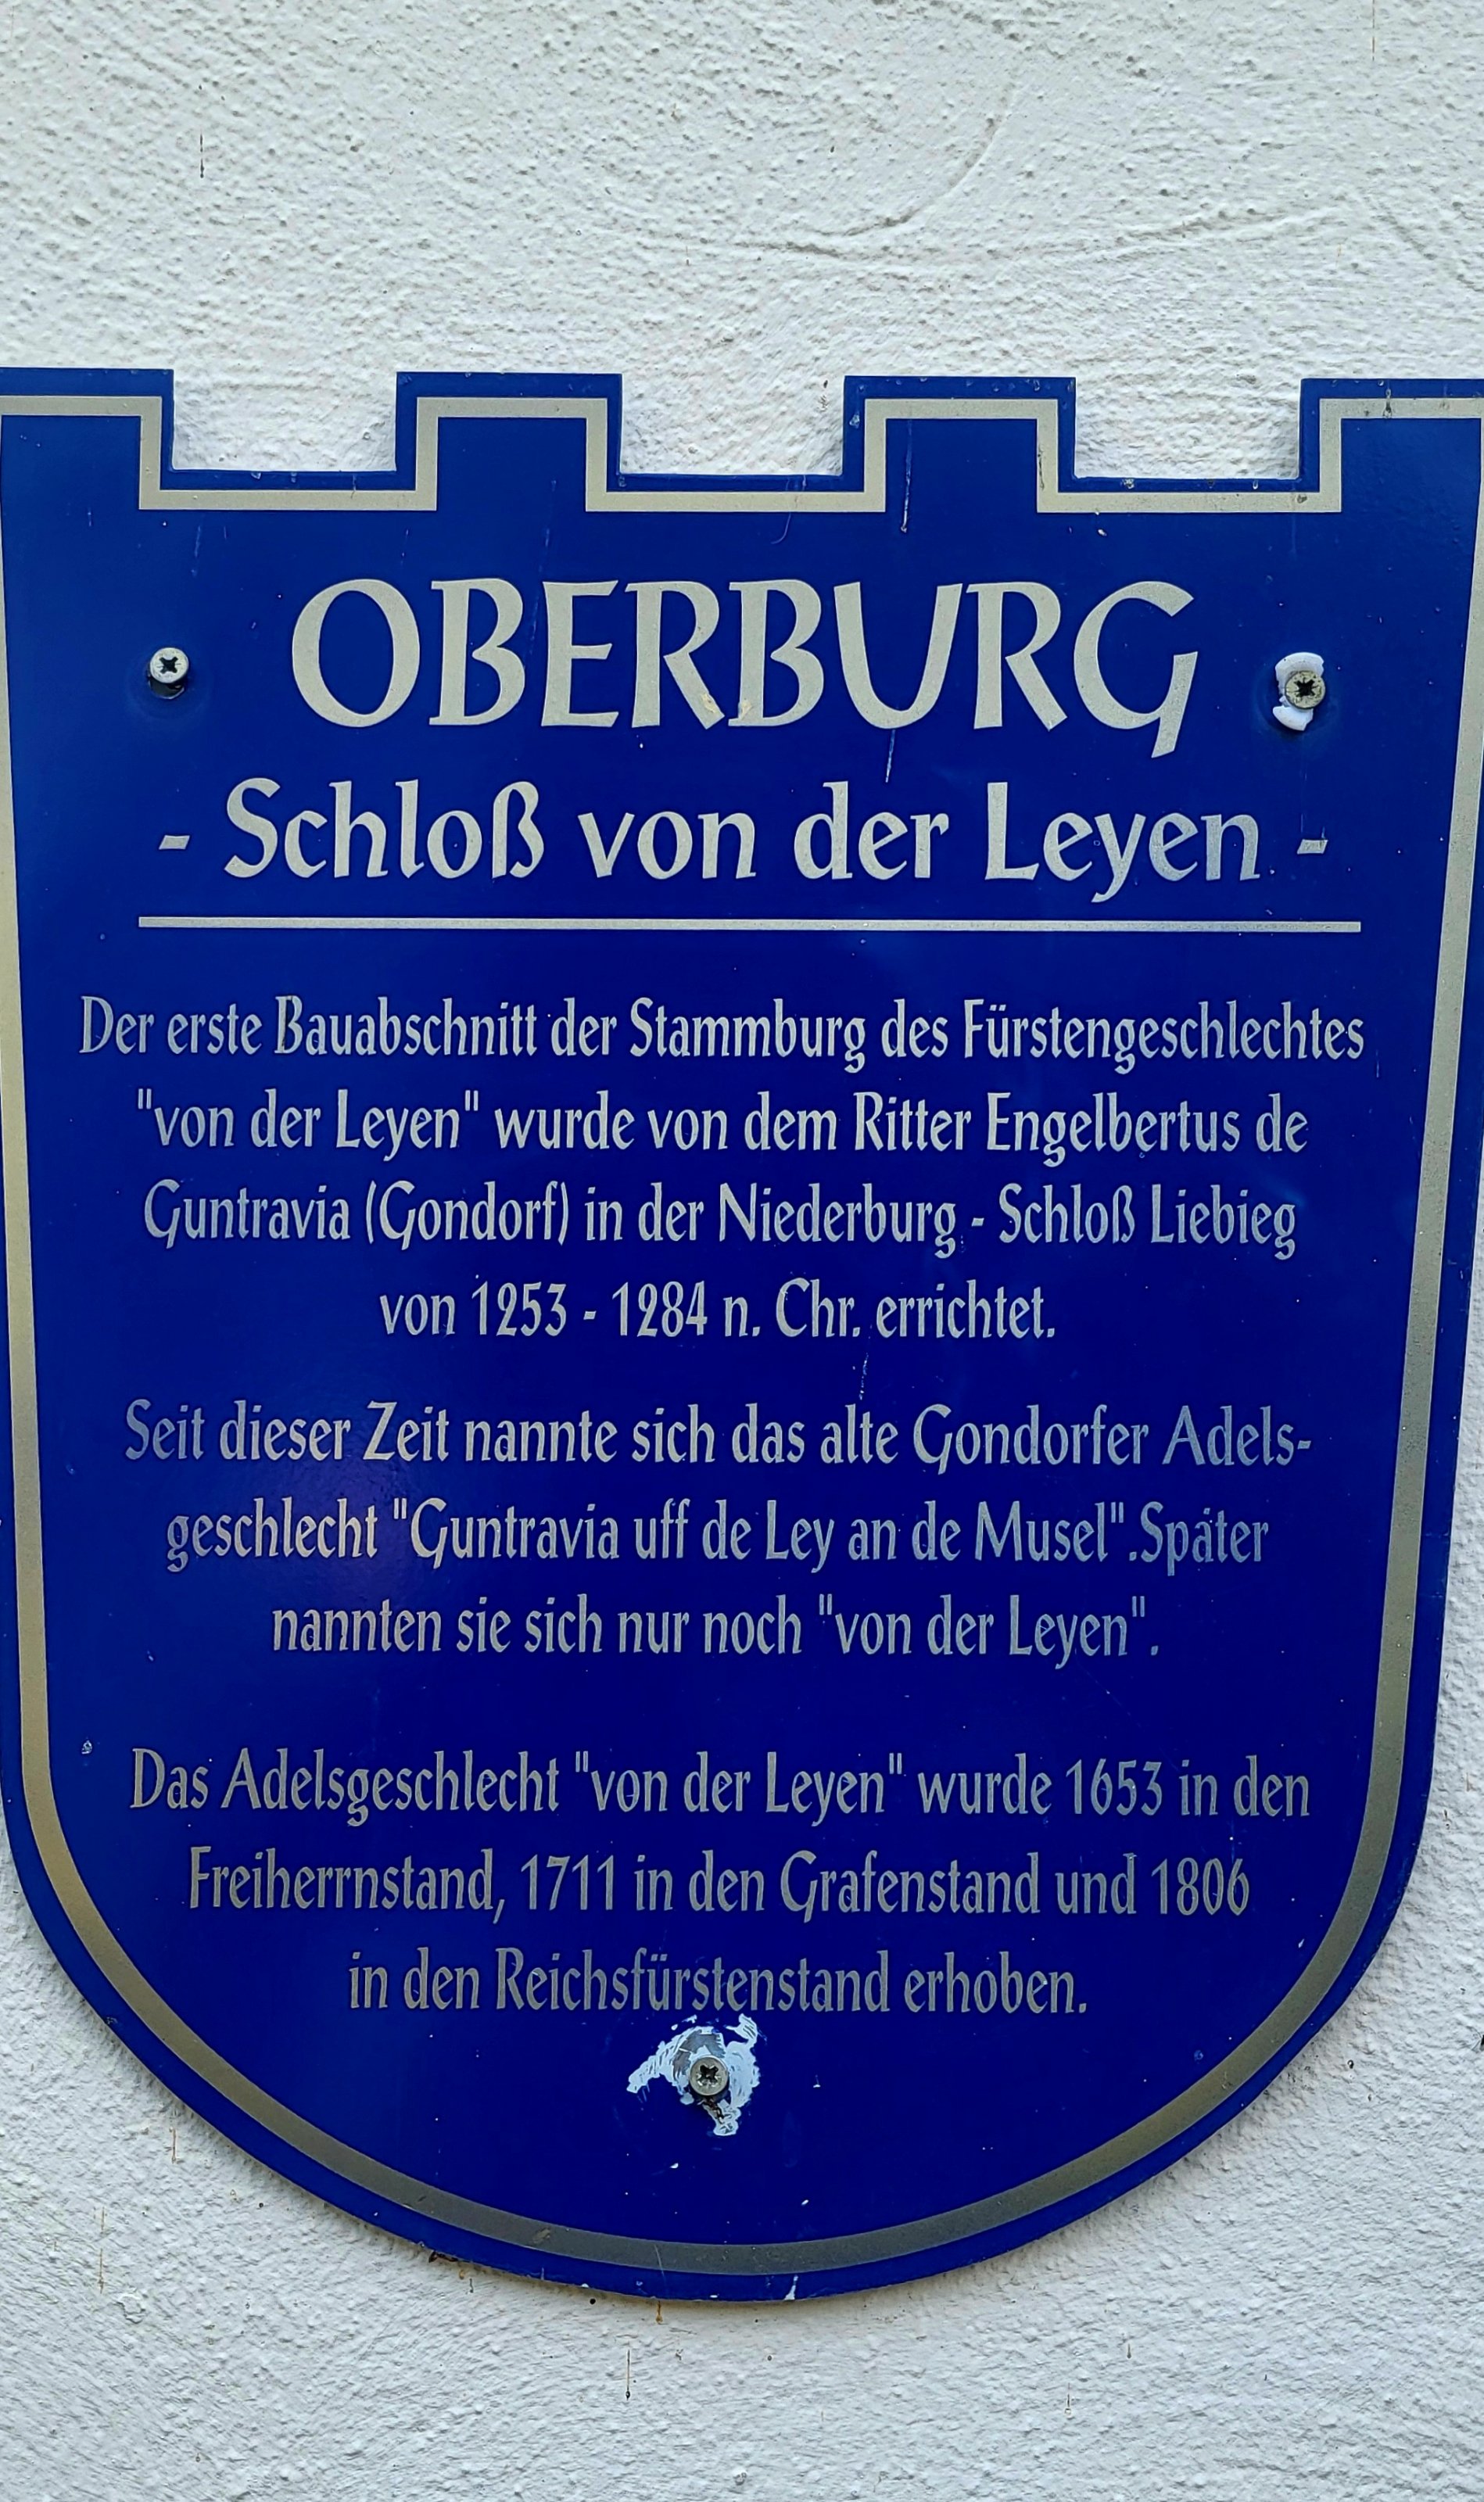 OBERBURG
- Schloß von der Leyen -
Der erste Bauabschnitt der Stammburg des Fürstengeschlechtes
"von der Leyen" wurde von dem Ritter Engelbertus de
Guntravia (Gondorf) in der Niederburg - Schloß Liebieg
von 1253 - 1284 n. Chr. errichtet.
Seit dieser Zeit nannte sich das alte Gondorfer Adels-
geschlecht "Guntravia uff de Ley an de Musel".Später
nannten sie sich nur noch "von der Leyen".
Das Adelsgeschlecht "von der Leyen" wurde 1653 in den
Freiherrnstand, 1711 in den Grafenstand und 1806
in den Reichsfürstenstand erhoben.